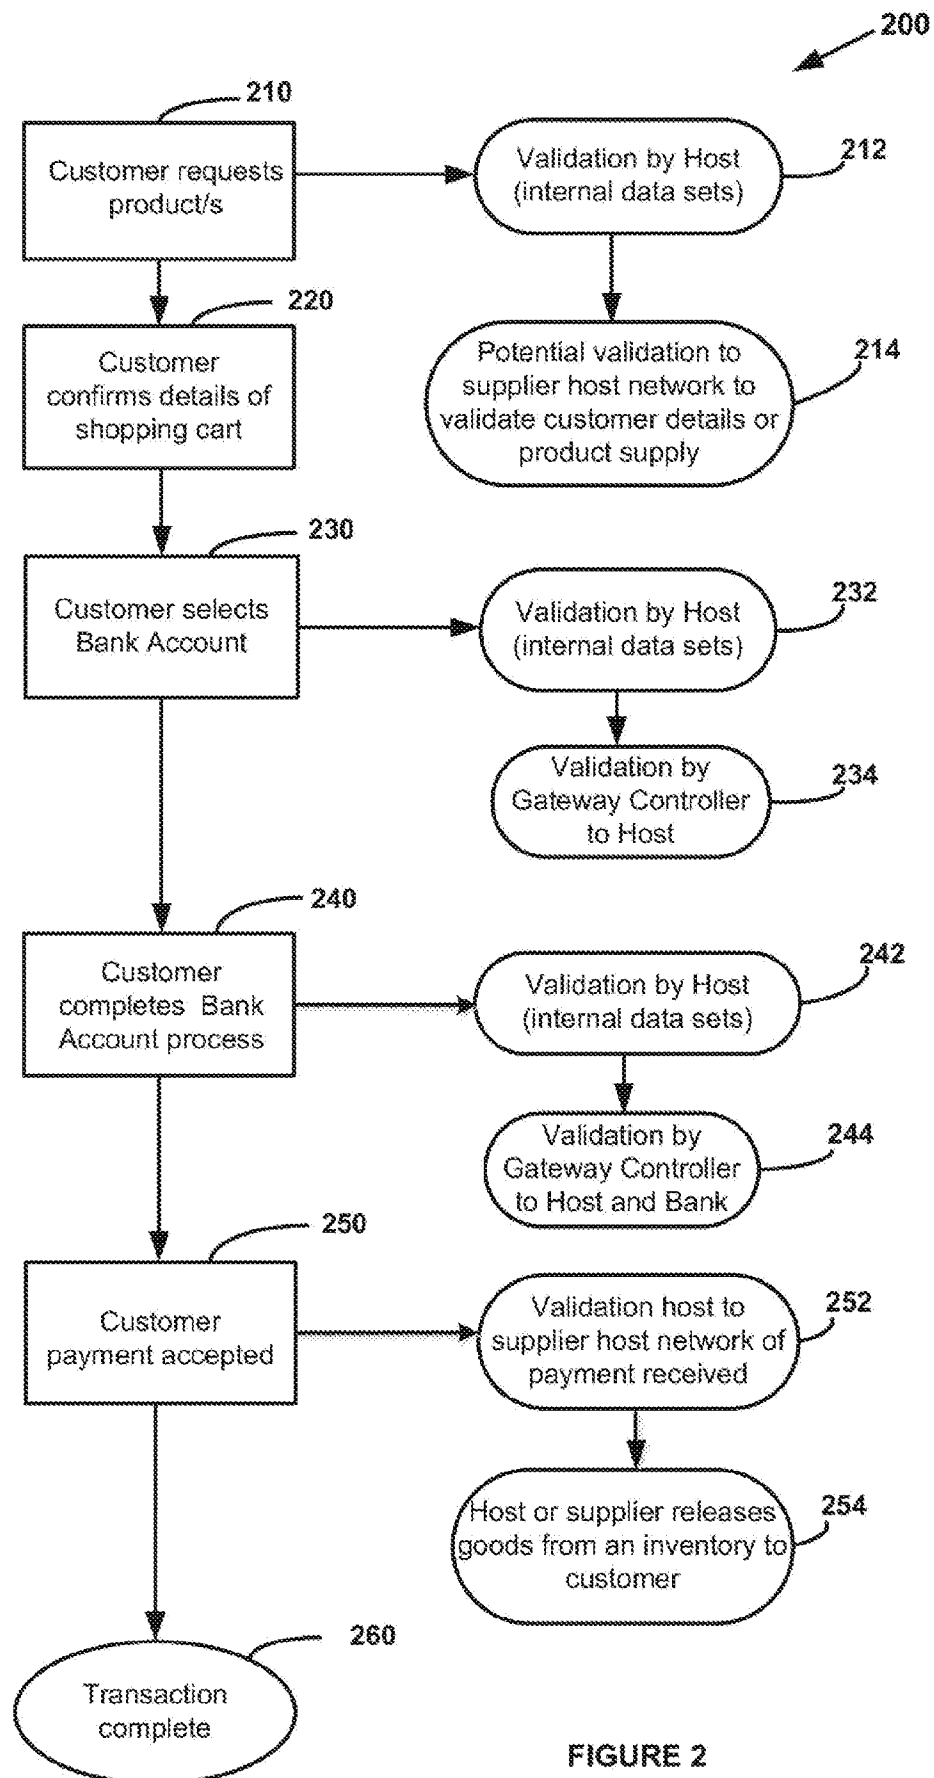 200
210
Customer requests
product/s
Validation by Host
(internal data sets)
212
220
Customer
confirms details of
shopping cart
Potential validation to
supplier host network to
validate customer details or
product supply
214
230
Customer selects
Bank Account
Validation by Host
(internal data sets)
232
Validation by
Gateway Controller
to Host
234
240
Customer
completes Bank
Account process
Validation by Host
(internal data sets)
242
Validation by
Gateway Controller
to Host and Bank
244
250
Customer
payment accepted
Validation host to
supplier host network of
payment received
252
Host or supplier releases
goods from an inventory to
customer
254
260
Transaction
complete
FIGURE 2